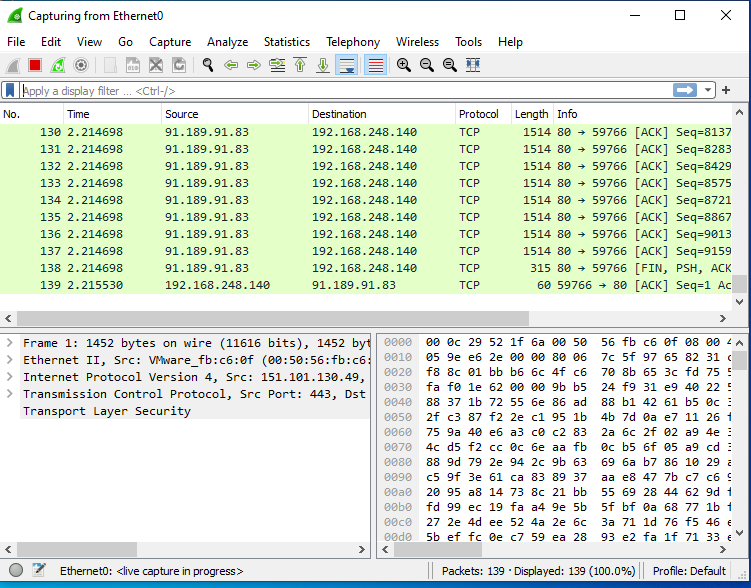 Capturing from Ethernet0
File Edit View Go Capture Analyze Statistics Telephony Wireless Tools Help
Apply a display filter ... <Ctrl-/>
No. Time Source Destination Protocol Length Info
130 2.214698 91.189.91.83 192.168.248.140 TCP 1514 80 → 59766 [ACK] Seq=8137
131 2.214698 91.189.91.83 192.168.248.140 TCP 1514 80 → 59766 [ACK] Seq=8283
132 2.214698 91.189.91.83 192.168.248.140 TCP 1514 80 → 59766 [ACK] Seq=8429
133 2.214698 91.189.91.83 192.168.248.140 TCP 1514 80 → 59766 [ACK] Seq=8575
134 2.214698 91.189.91.83 192.168.248.140 TCP 1514 80 → 59766 [ACK] Seq=8721
135 2.214698 91.189.91.83 192.168.248.140 TCP 1514 80 → 59766 [ACK] Seq=8867
136 2.214698 91.189.91.83 192.168.248.140 TCP 1514 80 → 59766 [ACK] Seq=9013
137 2.214698 91.189.91.83 192.168.248.140 TCP 1514 80 → 59766 [ACK] Seq=9159
138 2.214698 91.189.91.83 192.168.248.140 TCP 315 80 → 59766 [FIN, PSH, ACK
139 2.215530 192.168.248.140 91.189.91.83 TCP 60 59766 → 80 [ACK] Seq=1 Ac
Frame 1: 1452 bytes on wire (11616 bits), 1452 byt
Ethernet II, Src: VMware_fb:c6:0f (00:50:56:fb:c6:
Internet Protocol Version 4, Src: 151.101.130.49,
Transmission Control Protocol, Src Port: 443, Dst
Transport Layer Security
0000 00 0c 29 52 1f 6a 00 50 56 fb c6 0f 08 00 4
0010 05 9e e6 2e 00 00 80 06 7c 5f 97 65 82 31 c
0020 f8 8c 01 bb b6 6c 4f c6 70 8b 65 3c fd 75 5
0030 fa f0 1e 62 00 00 9b b5 24 f9 31 e9 40 22 5
0040 88 37 1b 72 55 6e 86 ad 88 b1 42 61 b5 0c 3
0050 2f c3 87 f2 2e c1 95 1b 4b 7d 0a e7 11 26 f
0060 75 9a 40 e6 a3 c0 c2 83 2a 6c 2f 02 a9 4e 3
0070 4c d5 f2 cc 0c 6e aa fb 0c b5 6f 05 a9 cd 3
0080 88 9d 79 2e 94 2c 9b 63 69 6a b7 86 10 29 a
0090 c5 9f 3e 61 ca 83 89 37 aa e8 47 7b c7 c6 9
00a0 20 95 a8 14 73 8c 21 bb 55 69 28 44 62 9d f
00b0 fd 99 ec 19 fa a4 9e 5b 5f bf 0a 68 77 1b f
00c0 27 2e 4d ee 52 4a 2e 6c 3a 71 1d 76 f5 46 e
00d0 5b ef fc 0e c7 59 ea 28 93 e2 fa 1f 71 33 e
Ethernet0: <live capture in progress>
Packets: 139 · Displayed: 139 (100.0%)
Profile: Default